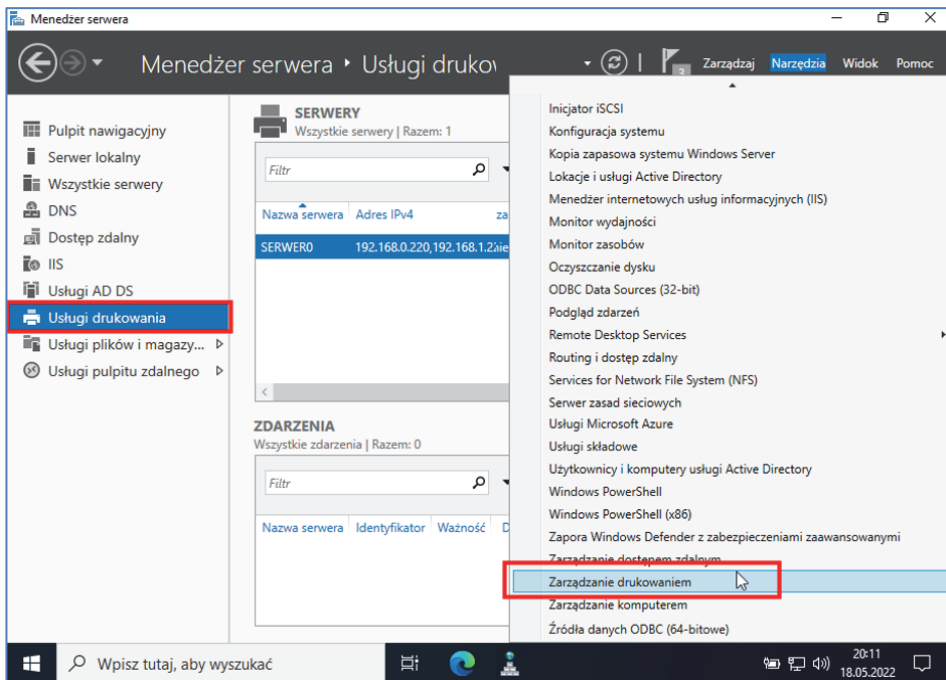 Menedżer serwera
Menedżer serwera ‣ Usługi druko
3
Zarządzaj
Narzędzia
Widok
Pomoc
Pulpit nawigacyjny
Serwer lokalny
Wszystkie serwery
DNS
Dostęp zdalny
IIS
Usługi AD DS
Usługi drukowania
Usługi plików i magazy...
Usługi pulpitu zdalnego
SERWERY
Wszystkie serwery | Razem: 1
Filtr
Nazwa serwera Adres IPv4 za
SERWER0 192.168.0.220,192.168.1.2
ZDARZENIA
Wszystkie zdarzenia | Razem: 0
Filtr
Nazwa serwera Identyfikator Ważność D
Inicjator iSCSI
Konfiguracja systemu
Kopia zapasowa systemu Windows Server
Lokacje i usługi Active Directory
Menedżer internetowych usług informacyjnych (IIS)
Monitor wydajności
Monitor zasobów
Oczyszczanie dysku
ODBC Data Sources (32-bit)
Podgląd zdarzeń
Remote Desktop Services
Routing i dostęp zdalny
Services for Network File System (NFS)
Serwer zasad sieciowych
Usługi Microsoft Azure
Usługi składowe
Użytkownicy i komputery usługi Active Directory
Windows PowerShell
Windows PowerShell (x86)
Zapora Windows Defender z zabezpieczeniami zaawansowanymi
Zarządzanie dostępem zdalnym
Zarządzanie drukowaniem
Zarządzanie komputerem
Źródła danych ODBC (64-bitowe)
Wpisz tutaj, aby wyszukać
20:11
18.05.2022